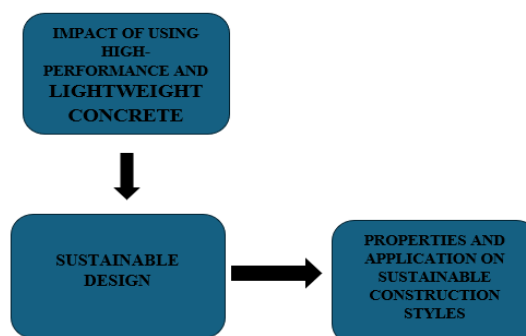 IMPACT OF USING
HIGH-
PERFORMANCE AND
LIGHTWEIGHT
CONCRETE
SUSTAINABLE
DESIGN
PROPERTIES AND
APPLICATION ON
SUSTAINABLE
CONSTRUCTION
STYLES